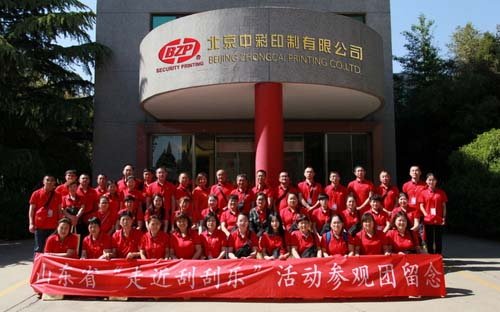 BZP
SECURITY PRINTING
北京中彩印制有限公司
BEIJING ZHONGCAI PRINTING CO.,LTD.
山东省“走近刮刮乐”活动参观团留念